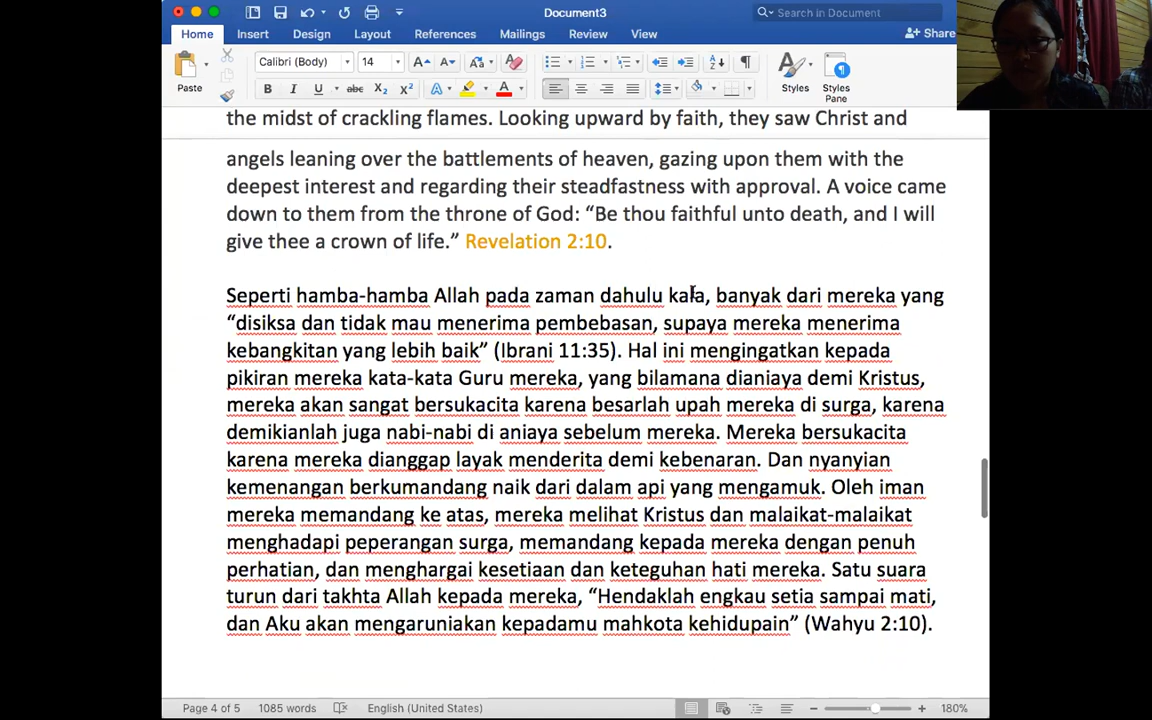 Document3
Search in Document
Home Insert Design Layout References Mailings Review View Share
Paste Calibri (Body) 14 Styles Styles Pane
the midst of crackling flames. Looking upward by faith, they saw Christ and
angels leaning over the battlements of heaven, gazing upon them with the
deepest interest and regarding their steadfastness with approval. A voice came
down to them from the throne of God: “Be thou faithful unto death, and I will
give thee a crown of life.” Revelation 2:10.
Seperti hamba-hamba Allah pada zaman dahulu kala, banyak dari mereka yang
“disiksa dan tidak mau menerima pembebasan, supaya mereka menerima
kebangkitan yang lebih baik” (Ibrani 11:35). Hal ini mengingatkan kepada
pikiran mereka kata-kata Guru mereka, yang bilamana dianiaya demi Kristus,
mereka akan sangat bersukacita karena besarlah upah mereka di surga, karena
demikianlah juga nabi-nabi di aniaya sebelum mereka. Mereka bersukacita
karena mereka dianggap layak menderita demi kebenaran. Dan nyanyian
kemenangan berkumandang naik dari dalam api yang mengamuk. Oleh iman
mereka memandang ke atas, mereka melihat Kristus dan malaikat-malaikat
menghadapi peperangan surga, memandang kepada mereka dengan penuh
perhatian, dan menghargai kesetiaan dan keteguhan hati mereka. Satu suara
turun dari takhta Allah kepada mereka, “Hendaklah engkau setia sampai mati,
dan Aku akan mengaruniakan kepadamu mahkota kehidupain” (Wahyu 2:10).
Page 4 of 5 1085 words English (United States) 180%